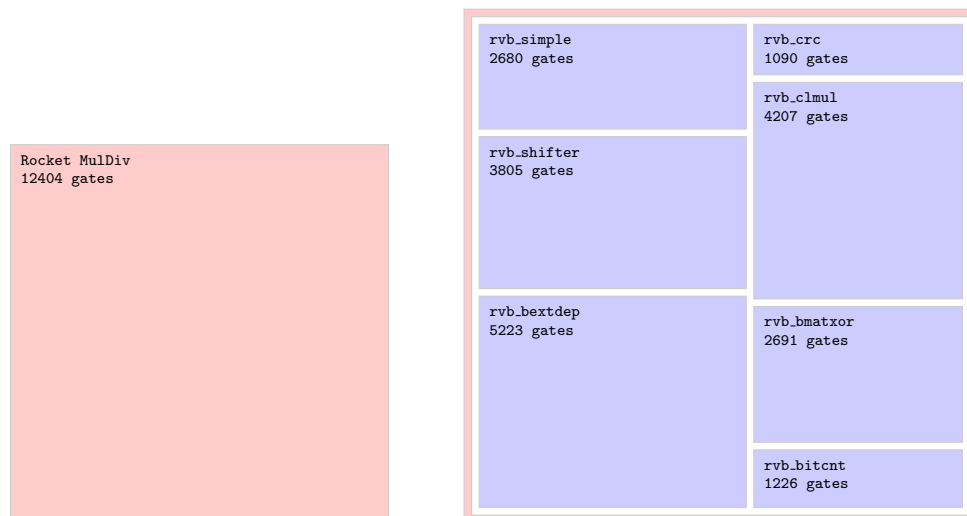 Rocket MulDiv
12404 gates
rvb_simple
2680 gates
rvb_shifter
3805 gates
rvb_bextdep
5223 gates
rvb_crc
1090 gates
rvb_clmul
4207 gates
rvb_bmatxor
2691 gates
rvb_bitcnt
1226 gates